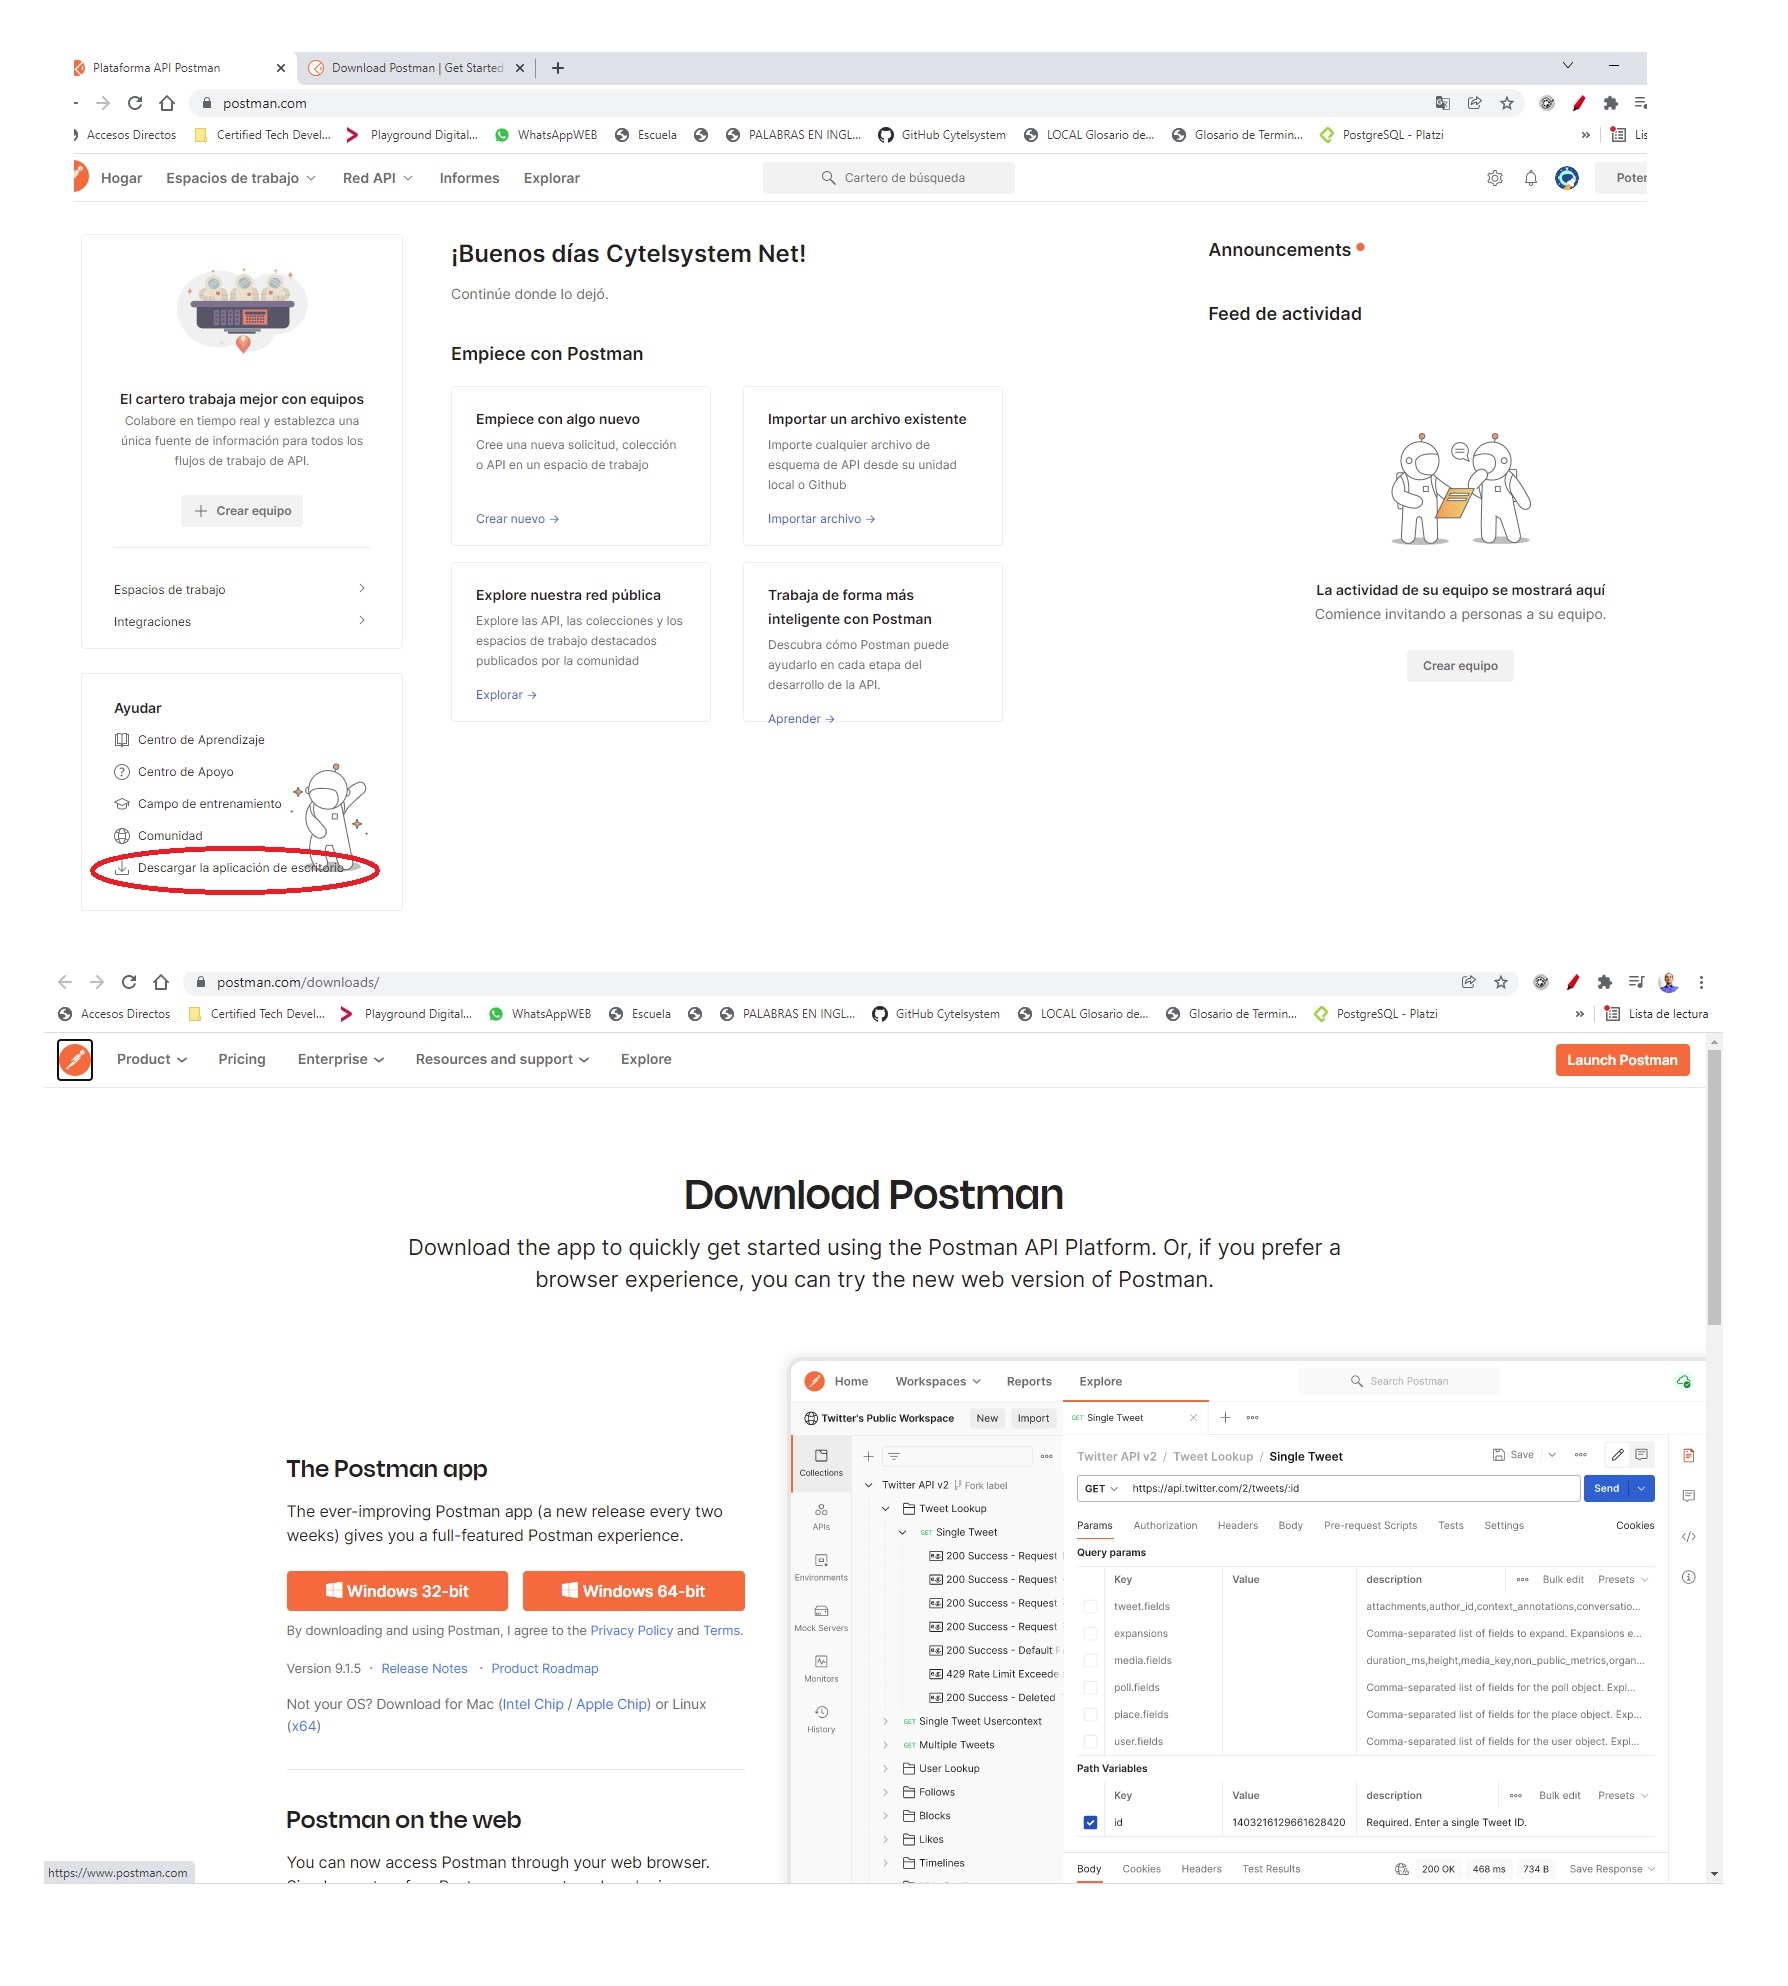 Plataforma API Postman
Download Postman | Get Started
postman.com
Accesos Directos
Certified Tech Devel...
Playground Digital...
WhatsAppWEB
Escuela
PALABRAS EN INGL...
GitHub Cytelsystem
LOCAL Glosario de...
Glosario de Termin...
PostgreSQL - Platzi
»
Lis
Hogar
Espacios de trabajo
Red API
Informes
Explorar
Cartero de búsqueda
Poter
El cartero trabaja mejor con equipos
Colabore en tiempo real y establezca una
única fuente de información para todos los
flujos de trabajo de API.
+ Crear equipo
Espacios de trabajo
Integraciones
Ayudar
Centro de Aprendizaje
Centro de Apoyo
Campo de entrenamiento
Comunidad
Descargar la aplicación de escritorio
¡Buenos días Cytelsystem Net!
Continúe donde lo dejó.
Empiece con Postman
Empiece con algo nuevo
Cree una nueva solicitud, colección
o API en un espacio de trabajo
Crear nuevo →
Importar un archivo existente
Importe cualquier archivo de
esquema de API desde su unidad
local o Github
Importar archivo →
Explore nuestra red pública
Explore las API, las colecciones y los
espacios de trabajo destacados
publicados por la comunidad
Explorar →
Trabaja de forma más
inteligente con Postman
Descubra cómo Postman puede
ayudarlo en cada etapa del
desarrollo de la API.
Aprender →
Announcements
Feed de actividad
La actividad de su equipo se mostrará aquí
Comience invitando a personas a su equipo.
Crear equipo
postman.com/downloads/
Accesos Directos
Certified Tech Devel...
Playground Digital...
WhatsAppWEB
Escuela
PALABRAS EN INGL...
GitHub Cytelsystem
LOCAL Glosario de...
Glosario de Termin...
PostgreSQL - Platzi
»
Lista de lectura
Product
Pricing
Enterprise
Resources and support
Explore
Launch Postman
Download Postman
Download the app to quickly get started using the Postman API Platform. Or, if you prefer a
browser experience, you can try the new web version of Postman.
The Postman app
The ever-improving Postman app (a new release every two
weeks) gives you a full-featured Postman experience.
Windows 32-bit
Windows 64-bit
By downloading and using Postman, I agree to the Privacy Policy and Terms.
Version 9.1.5 · Release Notes · Product Roadmap
Not your OS? Download for Mac (Intel Chip / Apple Chip) or Linux
(x64)
Postman on the web
You can now access Postman through your web browser.
https://www.postman.com
Home
Workspaces
Reports
Explore
Search Postman
Twitter's Public Workspace
New
Import
GET Single Tweet
Collections
APIs
Environments
Mock Servers
Monitors
History
Twitter API v2 Fork label
Tweet Lookup
GET Single Tweet
e.g. 200 Success - Request
e.g. 200 Success - Request
e.g. 200 Success - Request
e.g. 200 Success - Request
e.g. 200 Success - Default
e.g. 429 Rate Limit Exceede
e.g. 200 Success - Deleted
GET Single Tweet Usercontext
GET Multiple Tweets
User Lookup
Follows
Blocks
Likes
Timelines
Twitter API v2 / Tweet Lookup / Single Tweet
Save
GET https://api.twitter.com/2/tweets/:id
Send
Params Authorization Headers Body Pre-request Scripts Tests Settings Cookies
Query params
Key Value description Bulk edit Presets
tweet.fields attachments,author_id,context_annotations,conversatio...
expansions Comma-separated list of fields to expand. Expansions e...
media.fields duration_ms,height,media_key,non_public_metrics,organ...
poll.fields Comma-separated list of fields for the poll object. Expl...
place.fields Comma-separated list of fields for the place object. Exp...
user.fields Comma-separated list of fields for the user object. Expl...
Path Variables
Key Value description Bulk edit Presets
id 1403216129661628420 Required. Enter a single Tweet ID.
Body Cookies Headers Test Results 200 OK 468 ms 734 B Save Response